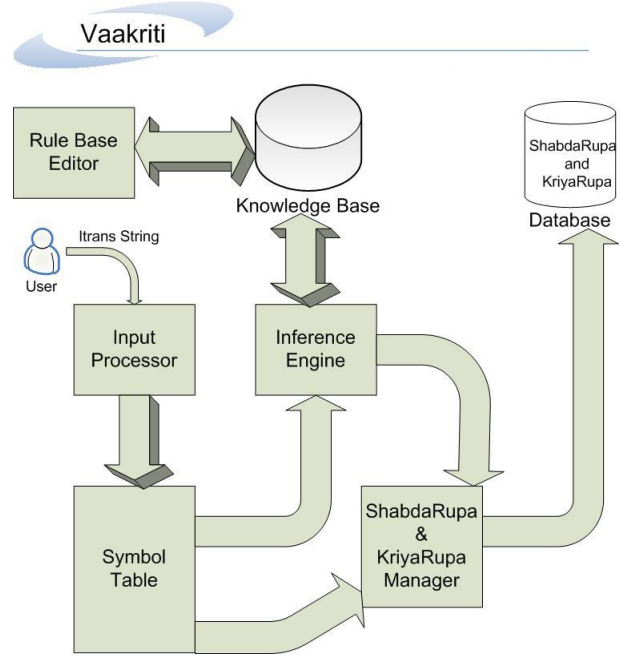 Vaakriti
Rule Base
Editor
Knowledge Base
ShabdaRupa
and
KriyaRupa
Database
Itrans String
User
Input
Processor
Inference
Engine
Symbol
Table
ShabdaRupa
&
KriyaRupa
Manager